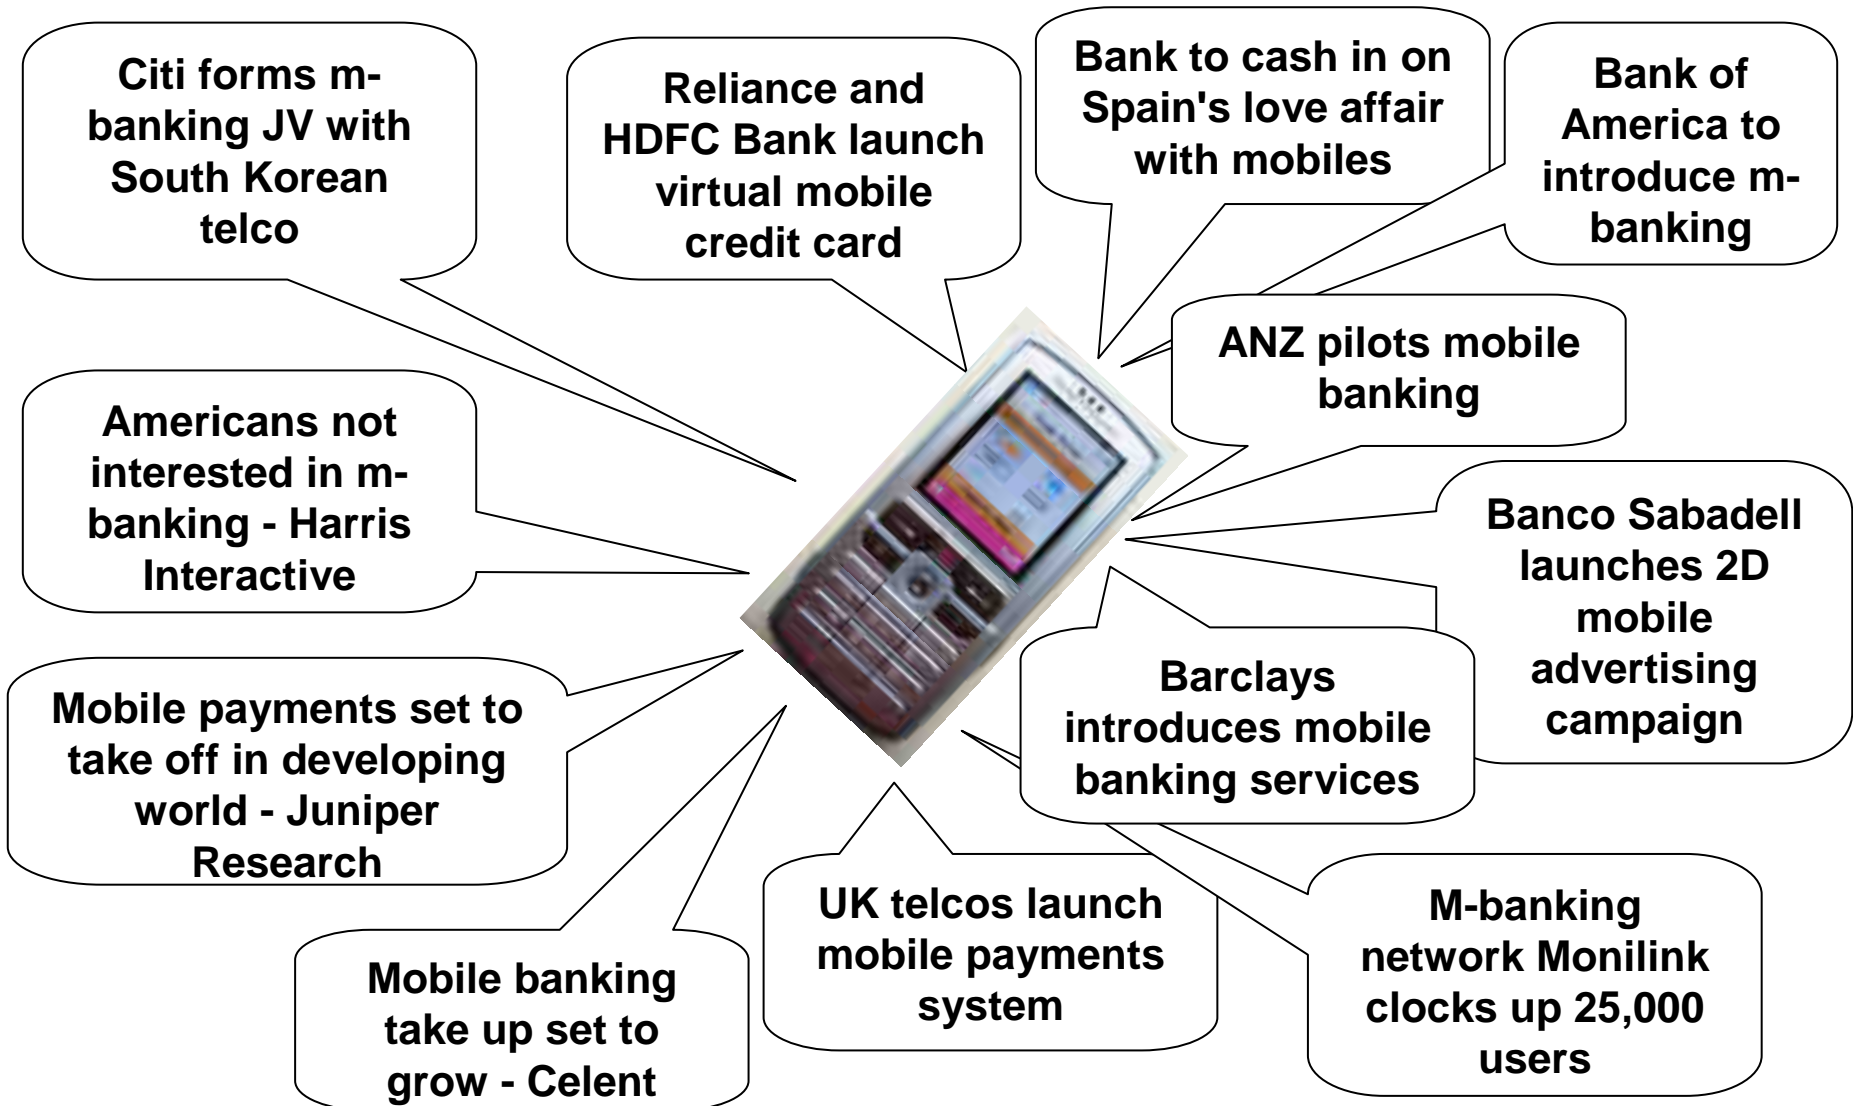 Citi forms m-
banking JV with
South Korean
telco
Reliance and
HDFC Bank launch
virtual mobile
credit card
Bank to cash in on
Spain's love affair
with mobiles
Bank of
America to
introduce m-
banking
ANZ pilots mobile
banking
Americans not
interested in m-
banking - Harris
Interactive
Banco Sabadell
launches 2D
mobile
advertising
campaign
Barclays
introduces mobile
banking services
Mobile payments set to
take off in developing
world - Juniper
Research
UK telcos launch
mobile payments
system
M-banking
network Monilink
clocks up 25,000
users
Mobile banking
take up set to
grow - Celent